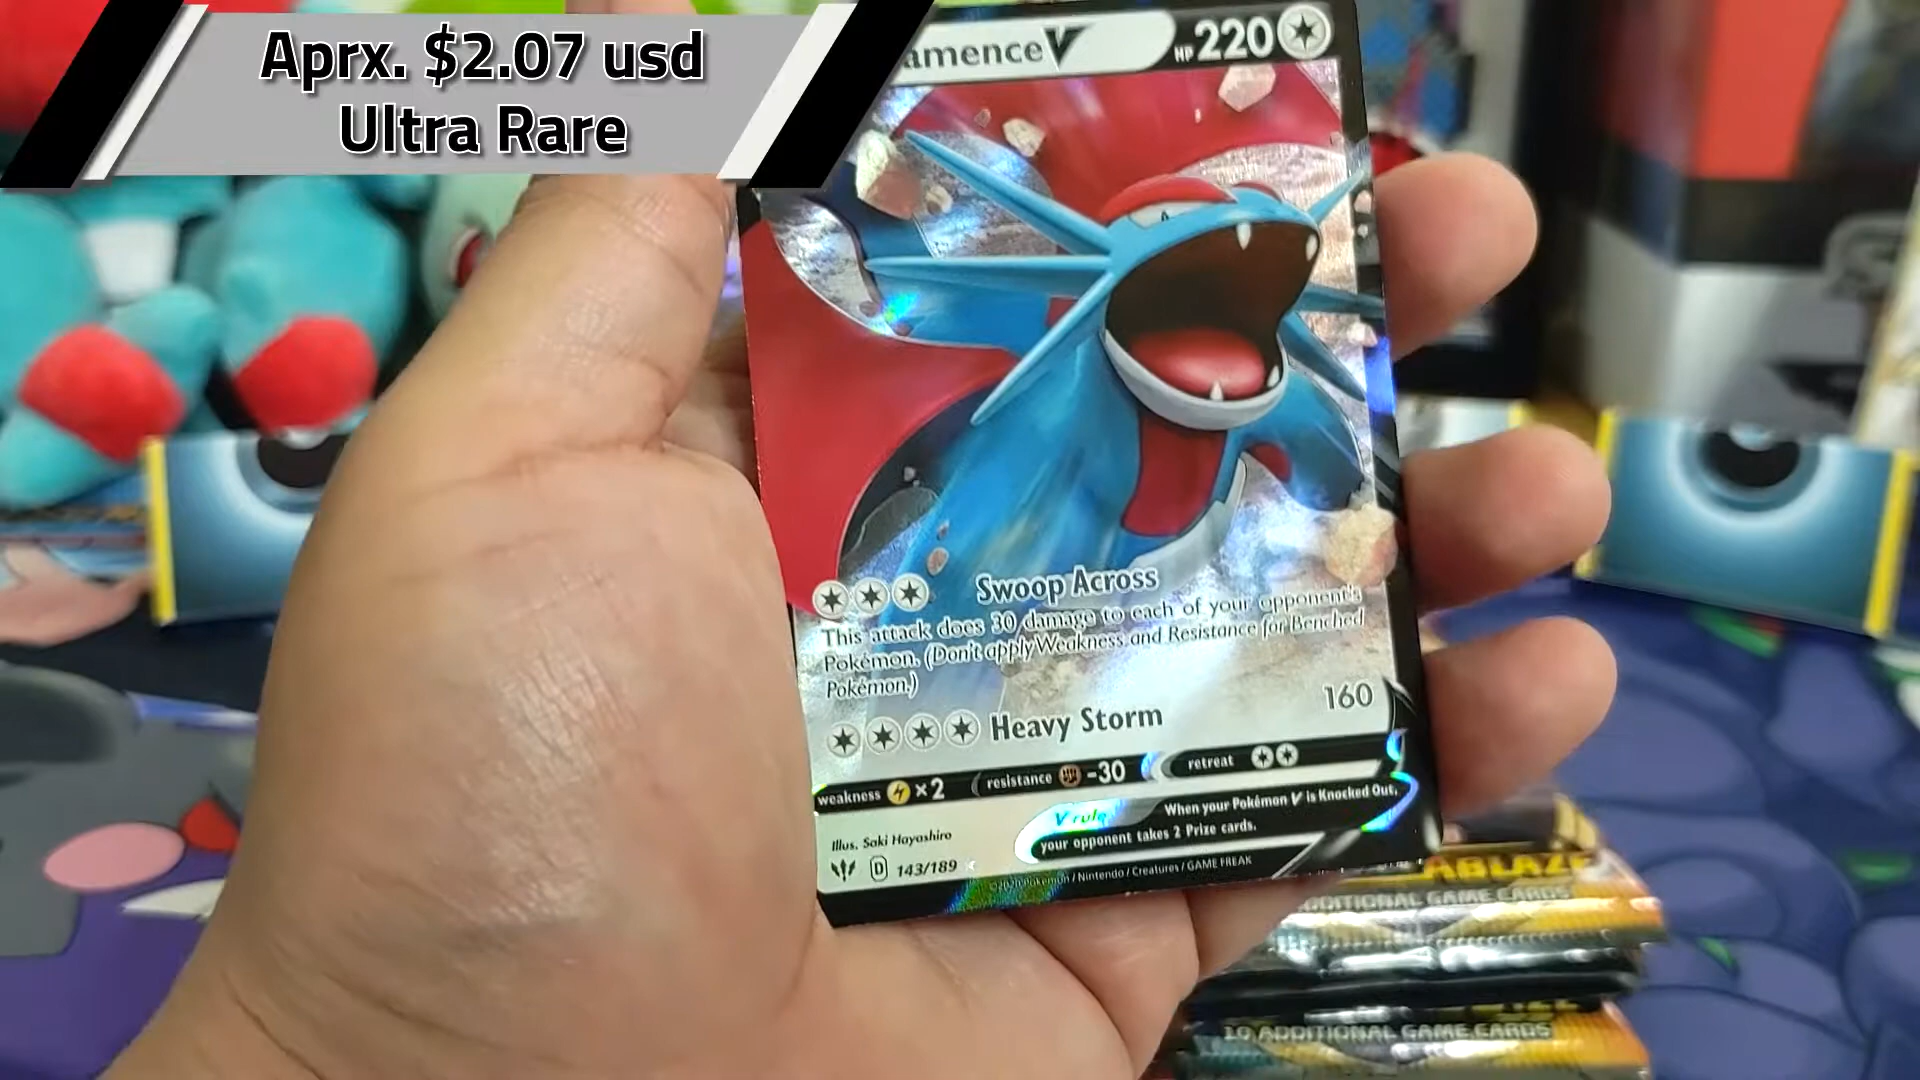 Aprx. $2.07 usd
Ultra Rare
amence V HP 220
Swoop Across
This attack does 30 damage to each of your opponent's
Pokémon. (Don't apply Weakness and Resistance for Benched
Pokémon.)
Heavy Storm 160
weakness ×2 resistance -30 retreat
V rule When your Pokémon V is Knocked Out,
your opponent takes 2 Prize cards.
Illus. Saki Hayashiro
D 143/189
©2020 Pokémon / Nintendo / Creatures / GAME FREAK
ABLAZE
ADDITIONAL GAME CARDS
10 ADDITIONAL GAME CARDS